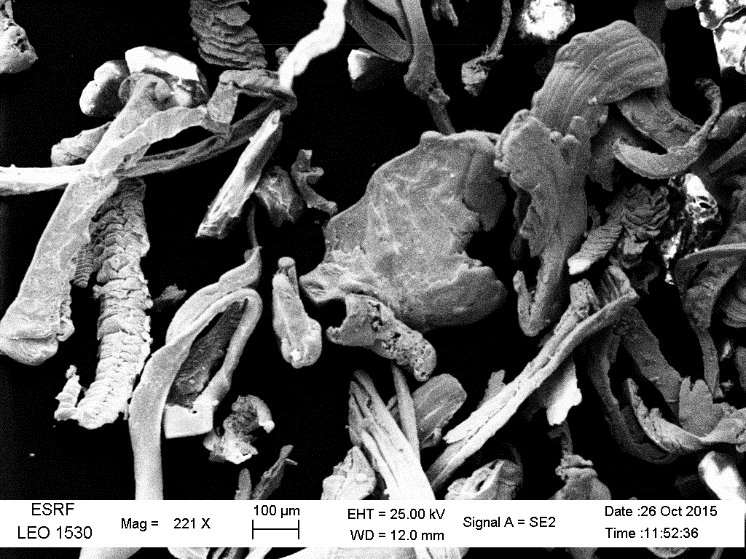 ESRF
LEO 1530
Mag = 221 X
100 µm
EHT = 25.00 kV
WD = 12.0 mm
Signal A = SE2
Date :26 Oct 2015
Time :11:52:36